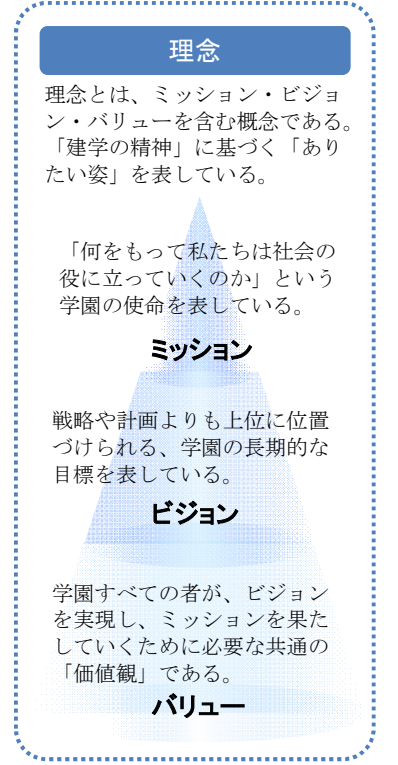 理念
理念とは、ミッション・ビジョ
ン・バリューを含む概念である。
「建学の精神」に基づく「あり
たい姿」を表している。
「何をもって私たちは社会の
役に立っていくのか」という
学園の使命を表している。
ミッション
戦略や計画よりも上位に位置
づけられる、学園の長期的な
目標を表している。
ビジョン
学園すべての者が、ビジョン
を実現し、ミッションを果た
していくために必要な共通の
「価値観」である。
バリュー